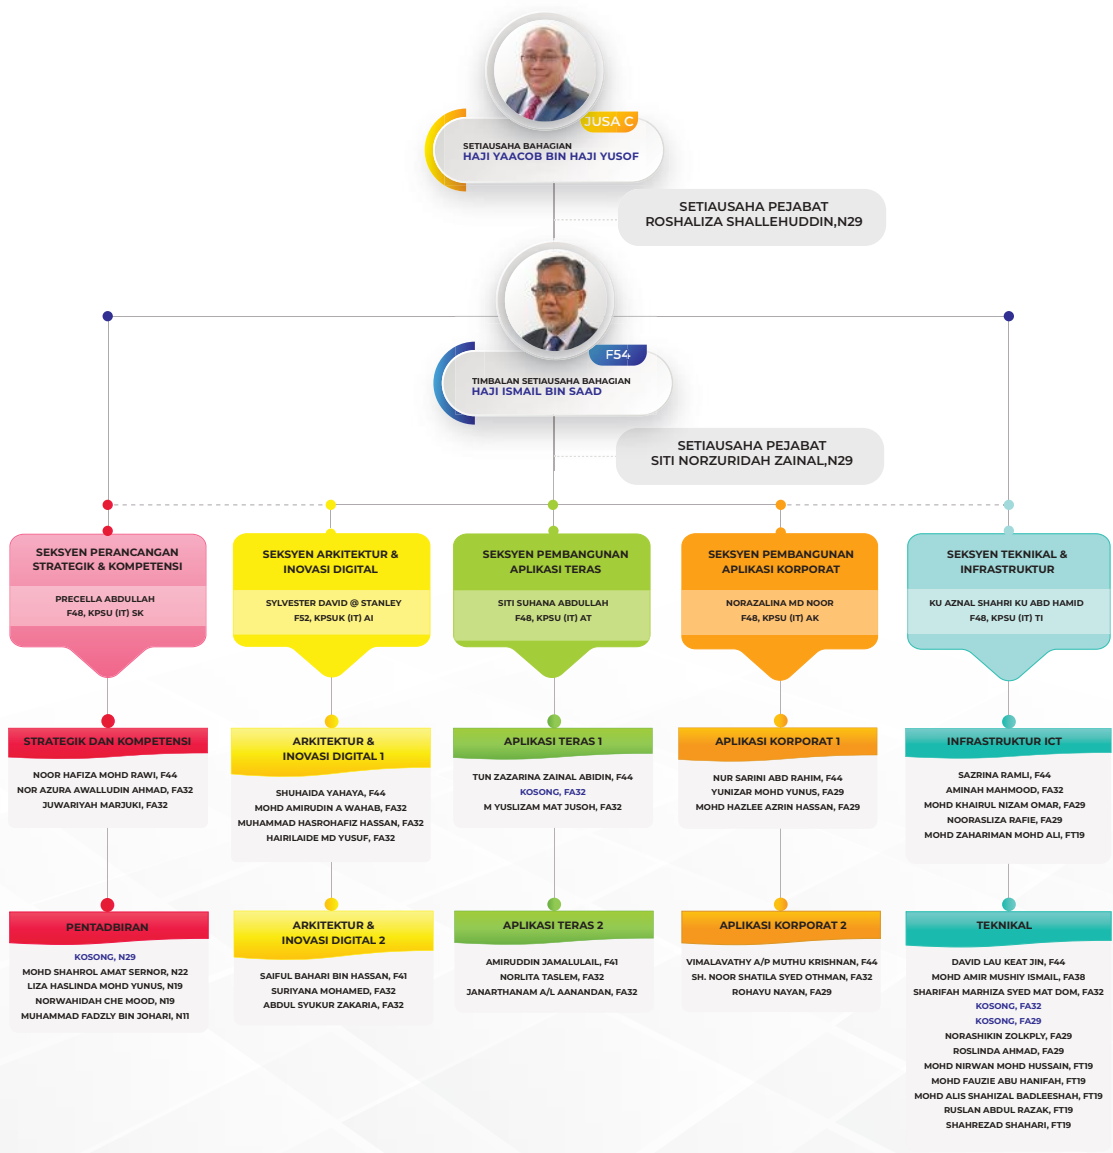 JUSA C
SETIAUSAHA BAHAGIAN
HAJI YAACOB BIN HAJI YUSOF
SETIAUSAHA PEJABAT
ROSHALIZA SHALLEHUDDIN,N29
F54
TIMBALAN SETIAUSAHA BAHAGIAN
HAJI ISMAIL BIN SAAD
SETIAUSAHA PEJABAT
SITI NORZURIDAH ZAINAL,N29
SEKSYEN PERANCANGAN
STRATEGIK & KOMPETENSI
PRECELLA ABDULLAH
F48, KPSU (IT) SK
STRATEGIK DAN KOMPETENSI
NOOR HAFIZA MOHD RAWI, F44
NOR AZURA AWALLUDIN AHMAD, FA32
JUWARIYAH MARJUKI, FA32
PENTADBIRAN
KOSONG, N29
MOHD SHAHROL AMAT SERNOR, N22
LIZA HASLINDA MOHD YUNUS, N19
NORWAHIDAH CHE MOOD, N19
MUHAMMAD FADZLY BIN JOHARI, N11
SEKSYEN ARKITEKTUR &
INOVASI DIGITAL
SYLVESTER DAVID @ STANLEY
F52, KPSUK (IT) AI
ARKITEKTUR &
INOVASI DIGITAL 1
SHUHAIDA YAHAYA, F44
MOHD AMIRUDIN A WAHAB, FA32
MUHAMMAD HASROHAFIZ HASSAN, FA32
HAIRILAIDE MD YUSUF, FA32
ARKITEKTUR &
INOVASI DIGITAL 2
SAIFUL BAHARI BIN HASSAN, F41
SURIYANA MOHAMED, FA32
ABDUL SYUKUR ZAKARIA, FA32
SEKSYEN PEMBANGUNAN
APLIKASI TERAS
SITI SUHANA ABDULLAH
F48, KPSU (IT) AT
APLIKASI TERAS 1
TUN ZAZARINA ZAINAL ABIDIN, F44
KOSONG, FA32
M YUSLIZAM MAT JUSOH, FA32
APLIKASI TERAS 2
AMIRUDDIN JAMALULAIL, F41
NORLITA TASLEM, FA32
JANARTHANAM A/L AANANDAN, FA32
SEKSYEN PEMBANGUNAN
APLIKASI KORPORAT
NORAZALINA MD NOOR
F48, KPSU (IT) AK
APLIKASI KORPORAT 1
NUR SARINI ABD RAHIM, F44
YUNIZAR MOHD YUNUS, FA29
MOHD HAZLEE AZRIN HASSAN, FA29
APLIKASI KORPORAT 2
VIMALAVATHY A/P MUTHU KRISHNAN, F44
SH. NOOR SHATILA SYED OTHMAN, FA32
ROHAYU NAYAN, FA29
SEKSYEN TEKNIKAL &
INFRASTRUKTUR
KU AZNAL SHAHRI KU ABD HAMID
F48, KPSU (IT) TI
INFRASTRUKTUR ICT
SAZRINA RAMLI, F44
AMINAH MAHMOOD, FA32
MOHD KHAIRUL NIZAM OMAR, FA29
NOORASLIZA RAFIE, FA29
MOHD ZAHARIMAN MOHD ALI, FT19
TEKNIKAL
DAVID LAU KEAT JIN, F44
MOHD AMIR MUSHIY ISMAIL, FA38
SHARIFAH MARHIZA SYED MAT DOM, FA32
KOSONG, FA32
KOSONG, FA29
NORASHIKIN ZOLKPLY, FA29
ROSLINDA AHMAD, FA29
MOHD NIRWAN MOHD HUSSAIN, FT19
MOHD FAUZIE ABU HANIFAH, FT19
MOHD ALIS SHAHIZAL BADLEESHAH, FT19
RUSLAN ABDUL RAZAK, FT19
SHAHREZAD SHAHARI, FT19